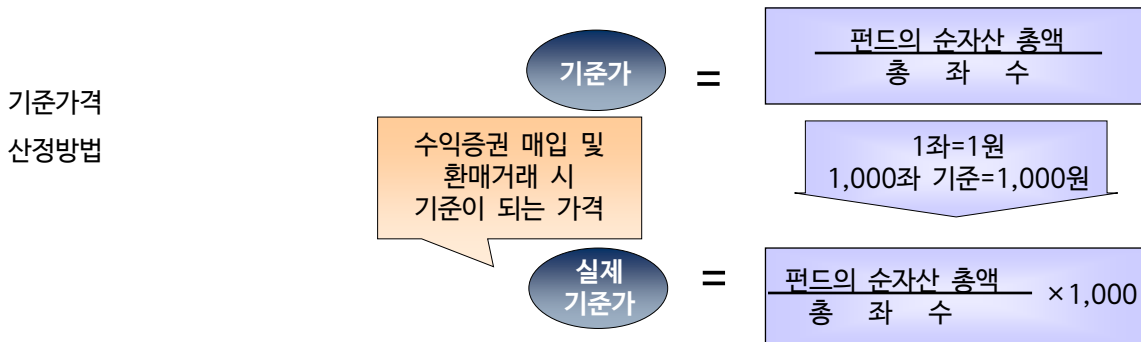 기준가격
산정방법
기준가
=
펀드의 순자산 총액
총 좌 수
수익증권 매입 및
환매거래 시
기준이 되는 가격
1좌=1원
1,000좌 기준=1,000원
실제
기준가
=
펀드의 순자산 총액
총 좌 수
×1,000